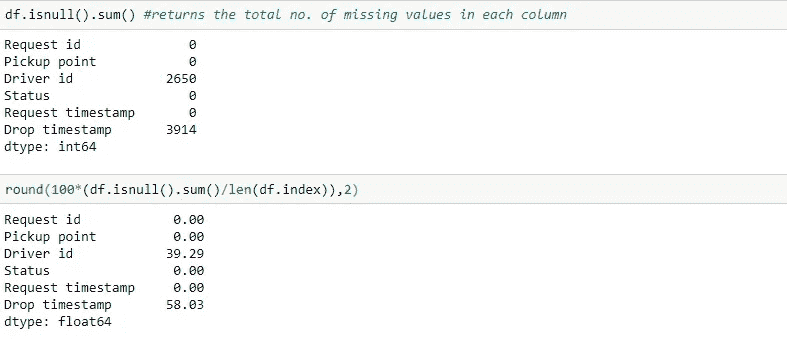 df.isnull().sum() #returns the total no. of missing values in each column
Request id 0
Pickup point 0
Driver id 2650
Status 0
Request timestamp 0
Drop timestamp 3914
dtype: int64
round(100*(df.isnull().sum()/len(df.index)),2)
Request id 0.00
Pickup point 0.00
Driver id 39.29
Status 0.00
Request timestamp 0.00
Drop timestamp 58.03
dtype: float64